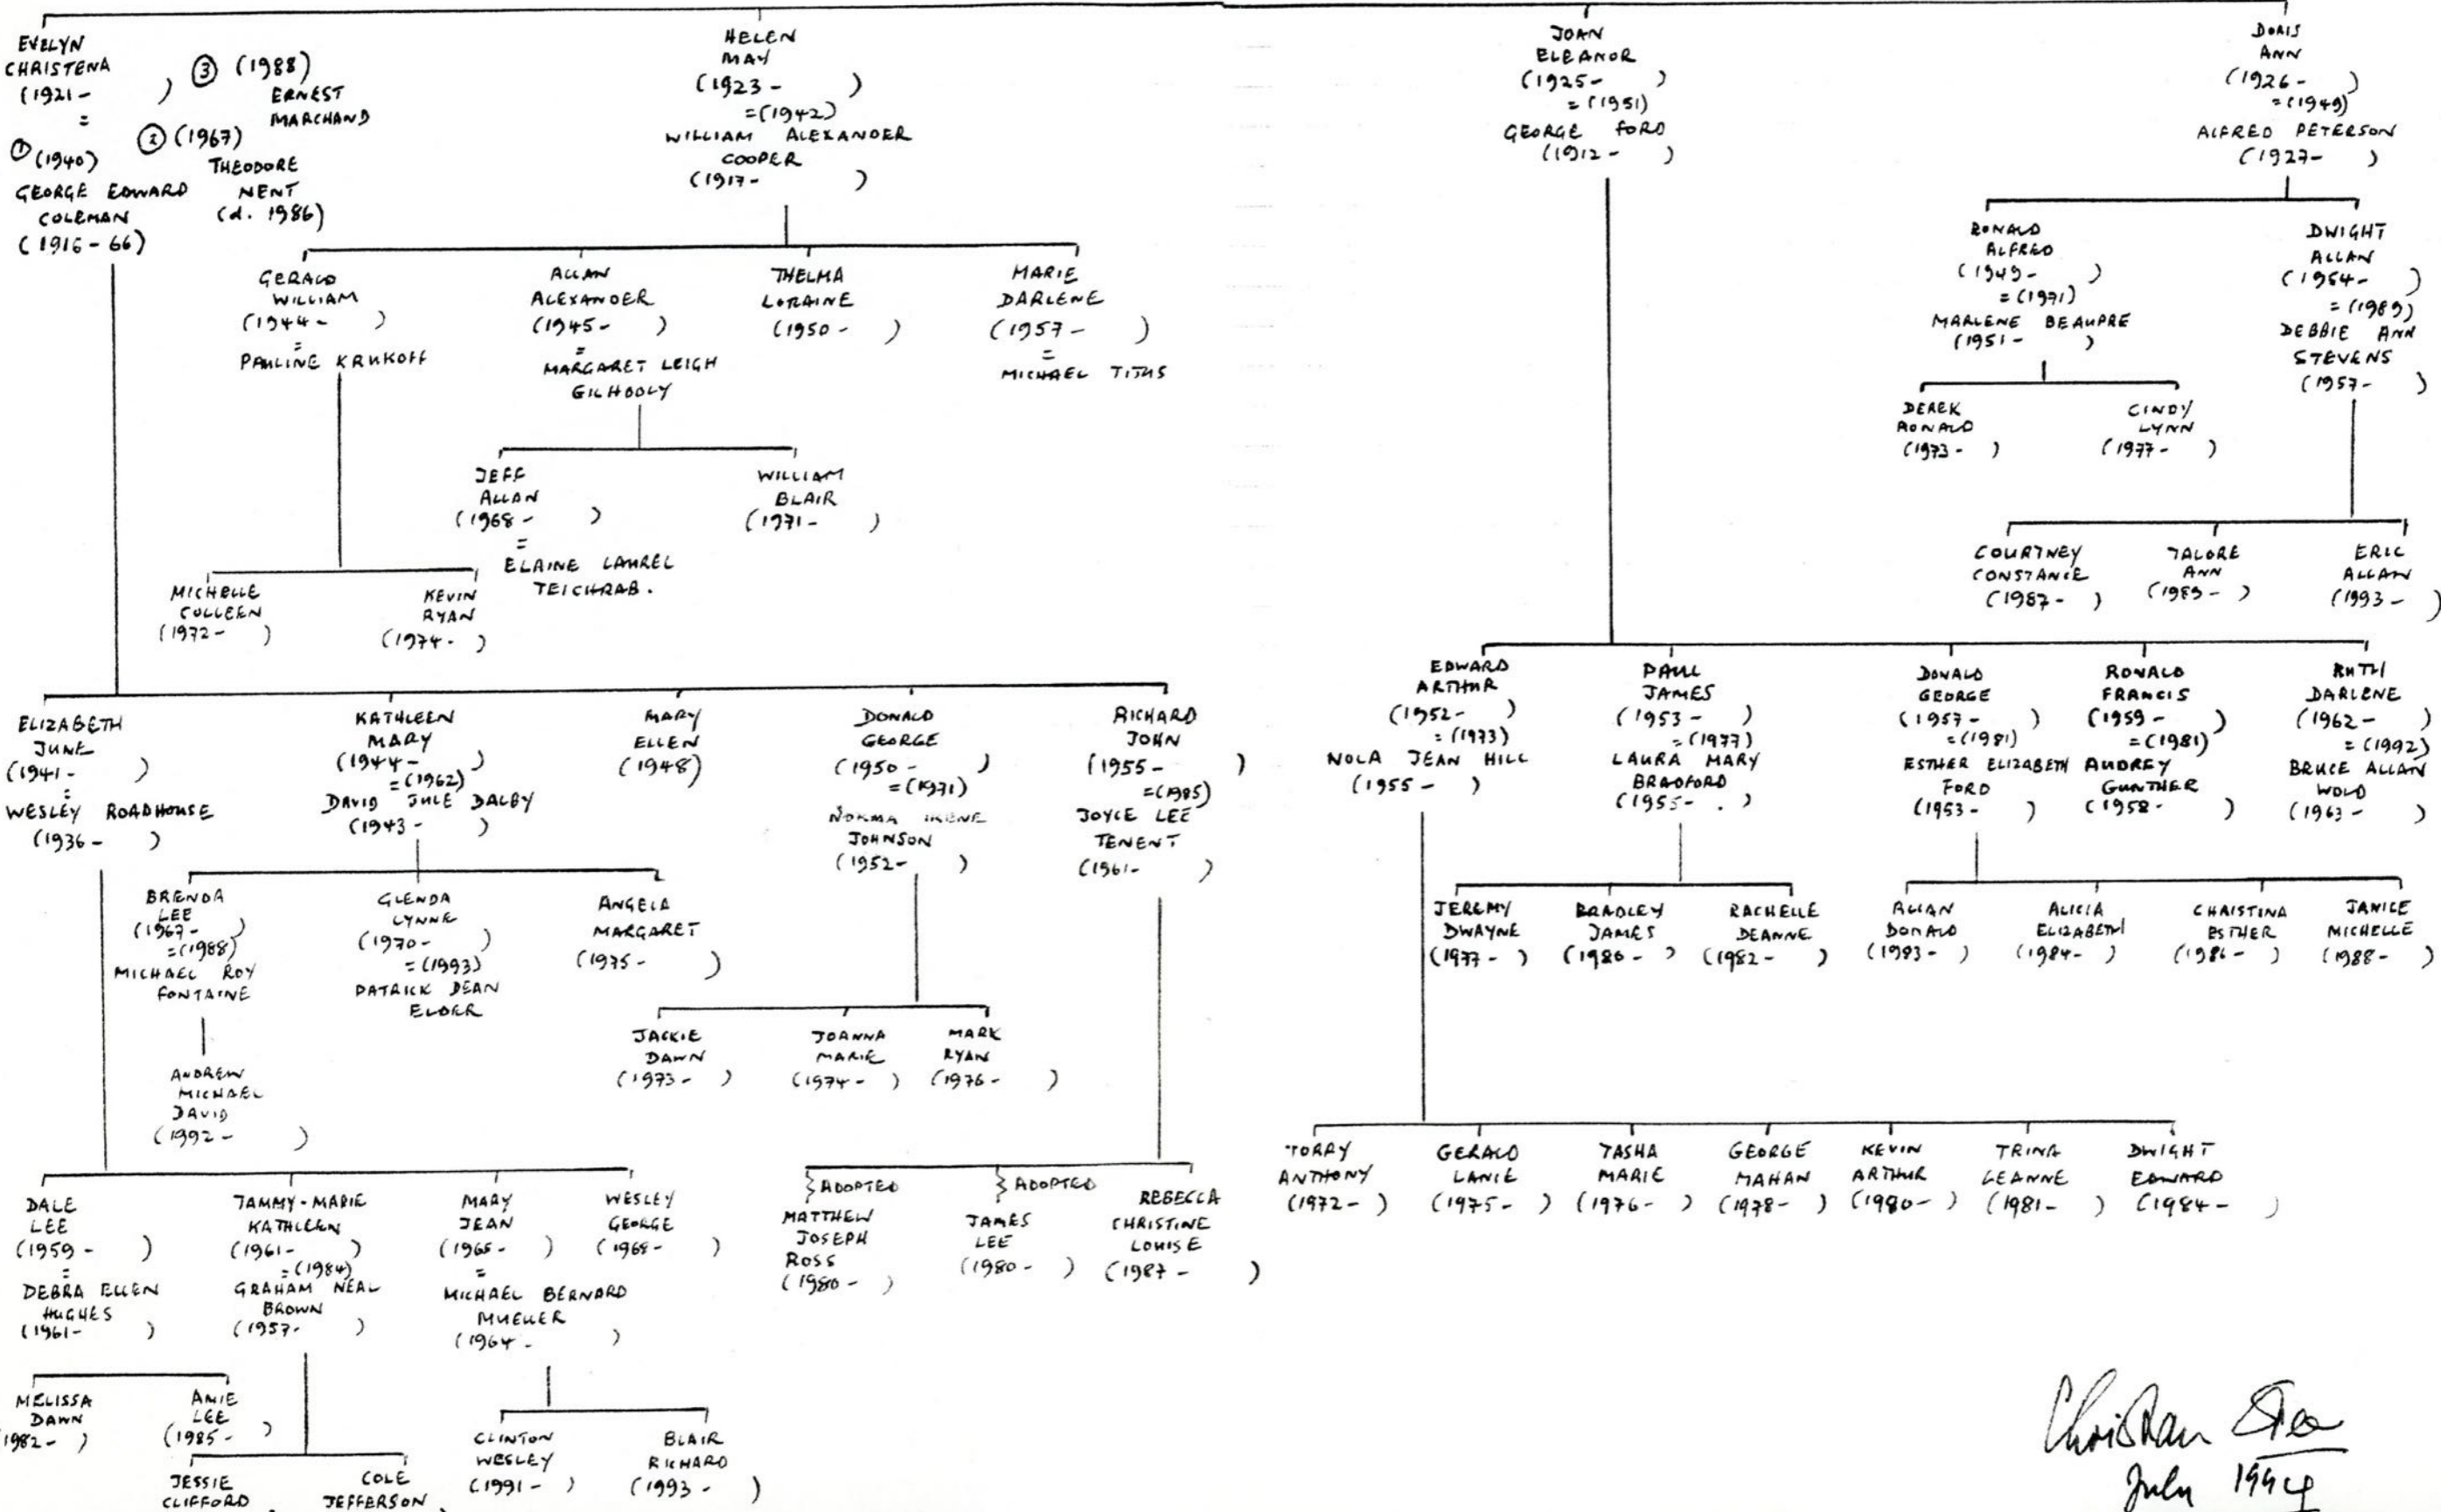 EVELYN
CHRISTENA
(1921- )
=
① (1940)
GEORGE EDWARD
COLEMAN
(1916-66)
② (1967)
THEODORE
NENT
(d. 1986)
③ (1988)
ERNEST
MARCHAND
HELEN
MAY
(1923- )
=(1942)
WILLIAM ALEXANDER
COOPER
(1917- )
JOAN
ELEANOR
(1925- )
=(1951)
GEORGE FORD
(1912- )
DORIS
ANN
(1926- )
=(1949)
ALFRED PETERSON
(1927- )
GERALD
WILLIAM
(1944- )
=
PAULINE KRUKOFF
ALLAN
ALEXANDER
(1945- )
=
MARGARET LEIGH
GILHOOLY
THELMA
LORAINE
(1950- )
MARIE
DARLENE
(1957- )
=
MICHAEL TITUS
RONALD
ALFRED
(1949- )
=(1971)
MARLENE BEAUPRE
(1951- )
DWIGHT
ALLAN
(1954- )
=(1989)
DEBBIE ANN
STEVENS
(1957- )
DEREK
RONALD
(1973- )
CINDY
LYNN
(1977- )
JEFF
ALLAN
(1968- )
=
ELAINE LAUREL
TEICHRAB.
WILLIAM
BLAIR
(1971- )
MICHELLE
COLLEEN
(1972- )
KEVIN
RYAN
(1974- )
COURTNEY
CONSTANCE
(1987- )
TALORE
ANN
(1989- )
ERIC
ALLAN
(1993- )
ELIZABETH
JUNE
(1941- )
=
WESLEY ROADHOUSE
(1936- )
KATHLEEN
MARY
(1944- )
=(1962)
DAVID JULE DALBY
(1943- )
MARY
ELLEN
(1948)
DONALD
GEORGE
(1950- )
=(1971)
NORMA IRENE
JOHNSON
(1952- )
RICHARD
JOHN
(1955- )
=(1985)
JOYCE LEE
TENENT
(1961- )
EDWARD
ARTHUR
(1952- )
=(1973)
NOLA JEAN HILL
(1955- )
PAUL
JAMES
(1953- )
=(1977)
LAURA MARY
BRADFORD
(1955- )
DONALD
GEORGE
(1957- )
=(1981)
ESTHER ELIZABETH
FORD
(1953- )
RONALD
FRANCIS
(1959- )
=(1981)
AUDREY
GUNTHER
(1958- )
RUTH
DARLENE
(1962- )
=(1992)
BRUCE ALLAN
WOLD
(1963- )
BRENDA
LEE
(1967- )
=(1988)
MICHAEL ROY
FONTAINE
GLENDA
LYNNE
(1970- )
=(1993)
PATRICK DEAN
ELDER
ANGELA
MARGARET
(1975- )
JEREMY
DWAYNE
(1977- )
BRADLEY
JAMES
(1980- )
RACHELLE
DEANNE
(1982- )
ALLAN
DONALD
(1983- )
ALICIA
ELIZABETH
(1984- )
CHRISTINA
ESTHER
(1986- )
JANICE
MICHELLE
(1988- )
ANDREW
MICHAEL
DAVID
(1992- )
JACKIE
DAWN
(1973- )
JOANNA
MARIE
(1974- )
MARK
RYAN
(1976- )
TORRY
ANTHONY
(1972- )
GERALD
LANIE
(1975- )
TASHA
MARIE
(1976- )
GEORGE
MAHAN
(1978- )
KEVIN
ARTHUR
(1980- )
TRINA
LEANNE
(1981- )
DWIGHT
EDWARD
(1984- )
DALE
LEE
(1959- )
=
DEBRA ELLEN
HUGHES
(1961- )
TAMMY-MARIE
KATHLEEN
(1961- )
=(1984)
GRAHAM NEAL
BROWN
(1957- )
MARY
JEAN
(1965- )
=
MICHAEL BERNARD
MUELLER
(1964- )
WESLEY
GEORGE
(1968- )
ADOPTED
MATTHEW
JOSEPH
ROSS
(1980- )
ADOPTED
JAMES
LEE
(1980- )
REBECCA
CHRISTINE
LOUISE
(1987- )
MELISSA
DAWN
1982- )
AMIE
LEE
(1985- )
JESSIE
CLIFFORD
COLE
JEFFERSON
CLINTON
WESLEY
(1991- )
BLAIR
RICHARD
(1993- )
July 1994